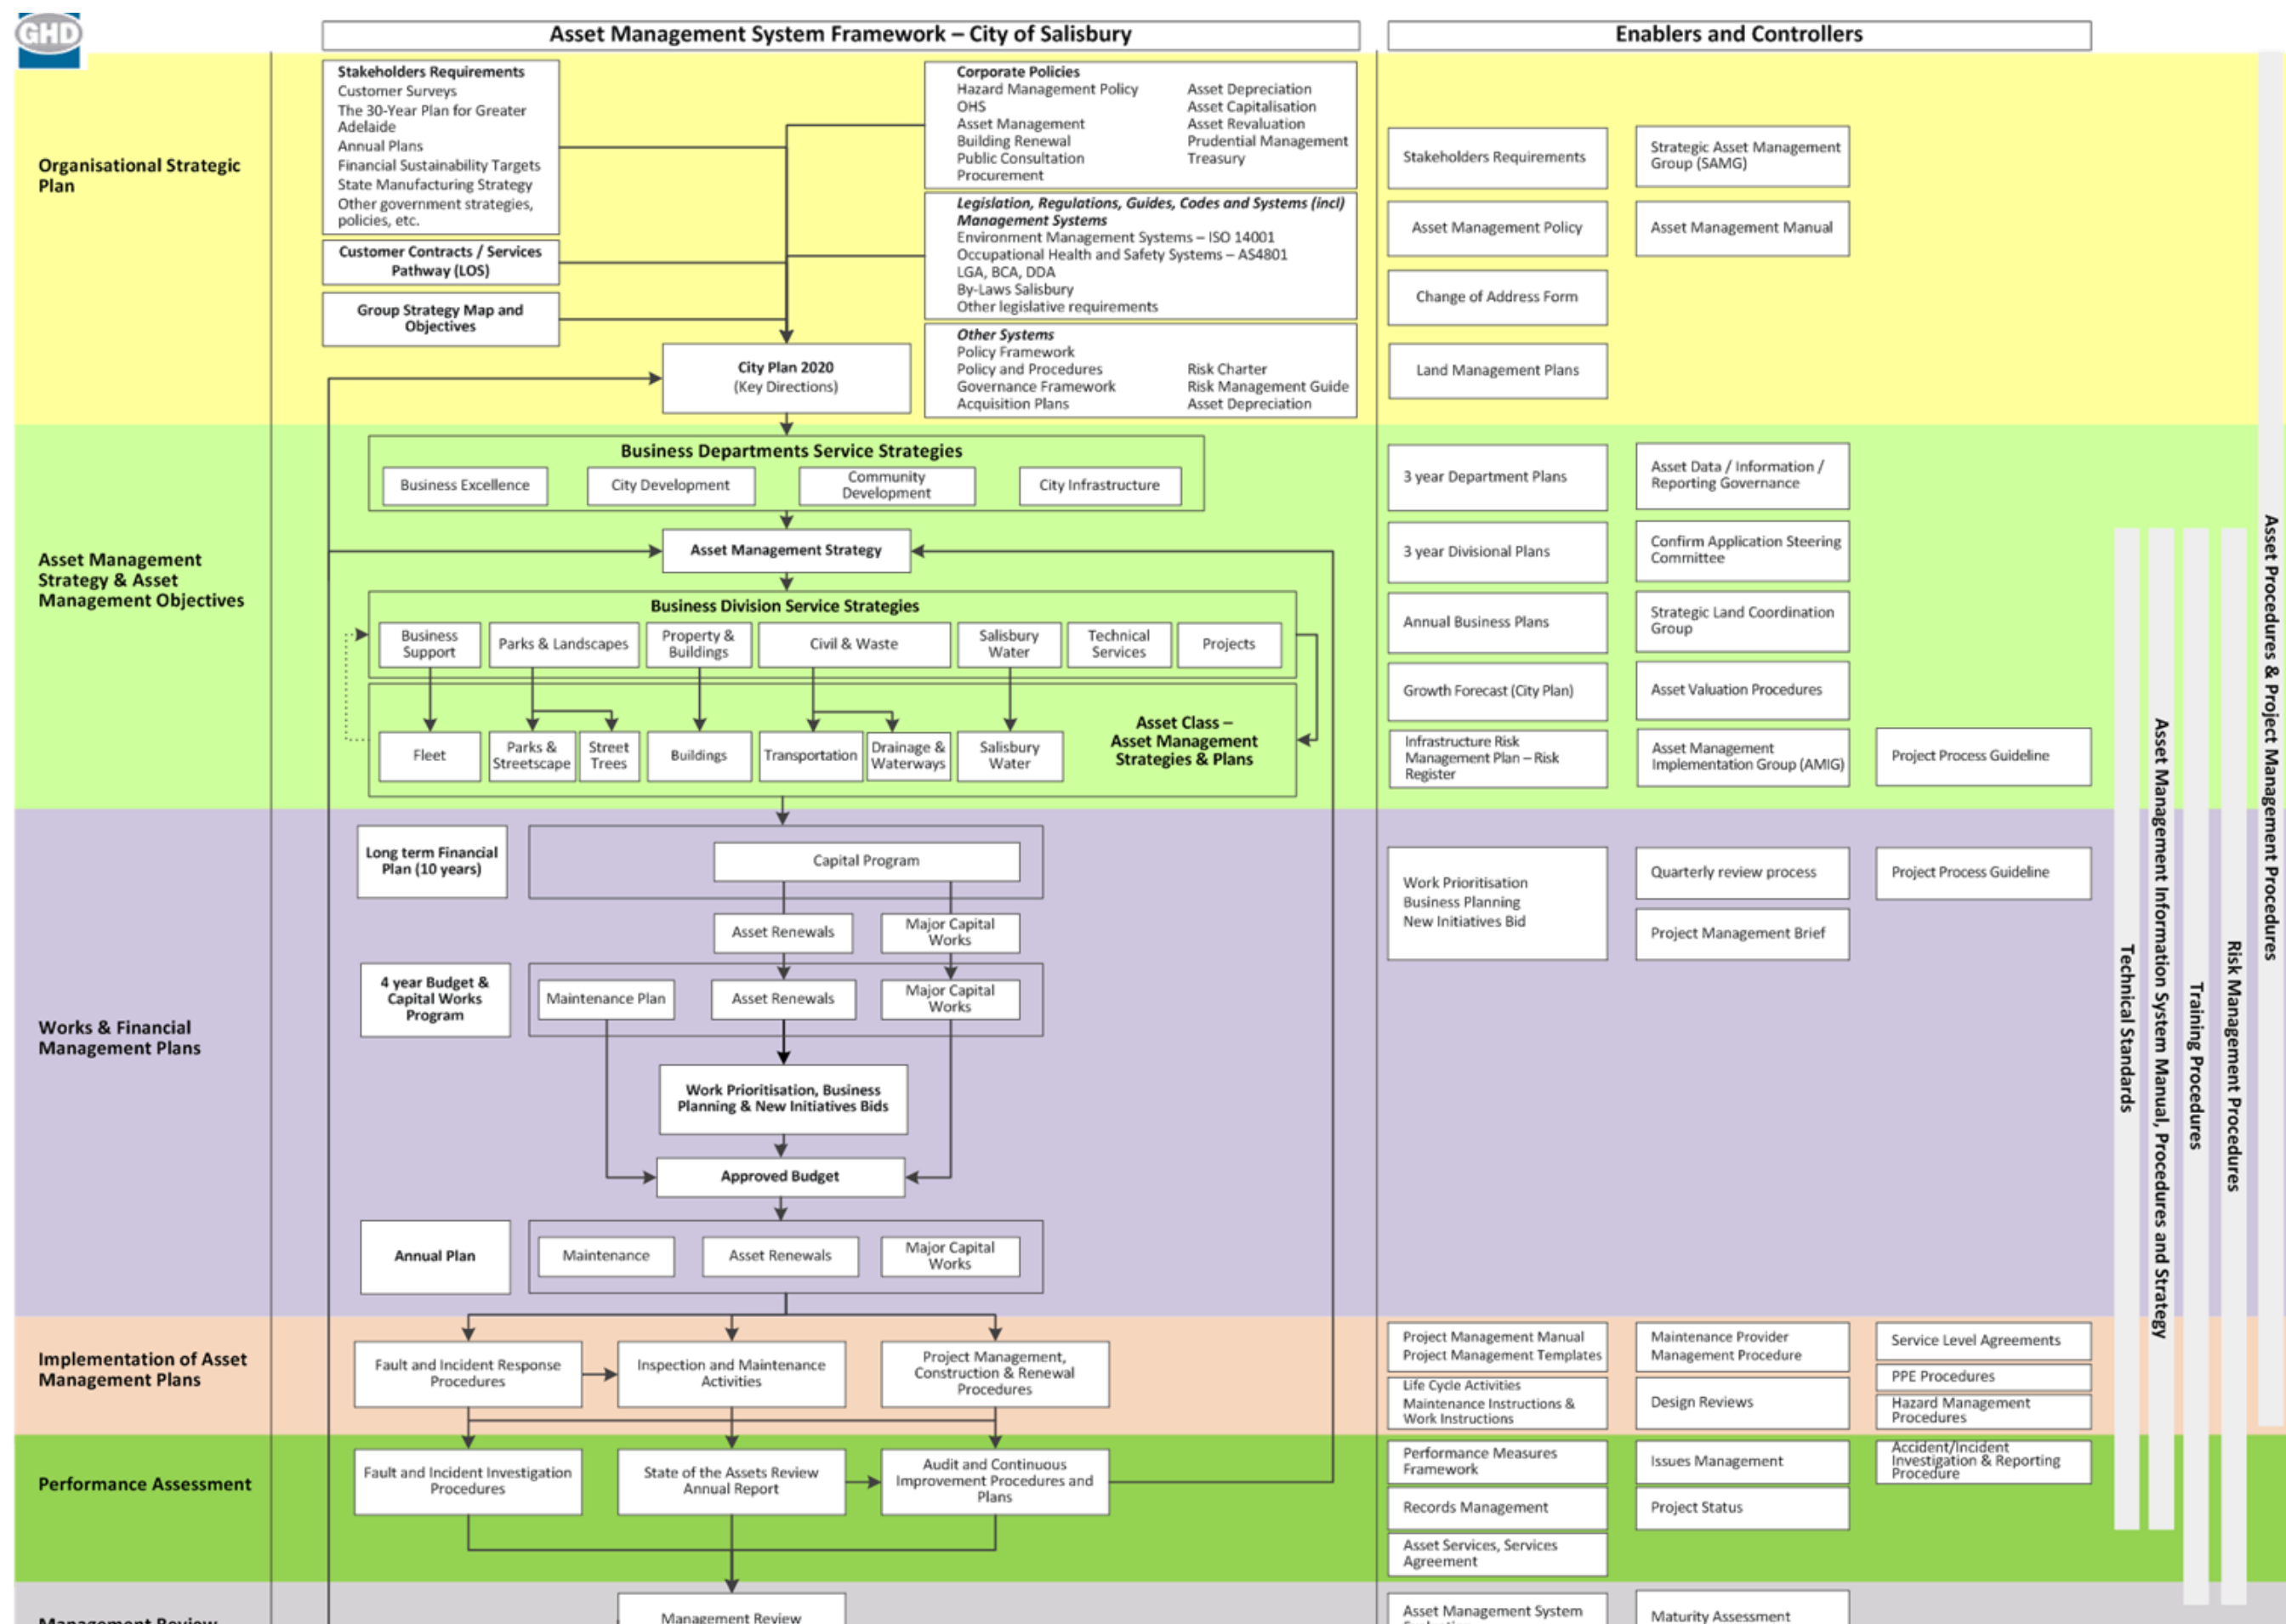 GHD
Asset Management System Framework – City of Salisbury
Enablers and Controllers
Organisational Strategic
Plan
Stakeholders Requirements
Customer Surveys
The 30-Year Plan for Greater
Adelaide
Annual Plans
Financial Sustainability Targets
State Manufacturing Strategy
Other government strategies,
policies, etc.
Customer Contracts / Services
Pathway (LOS)
Group Strategy Map and
Objectives
City Plan 2020
(Key Directions)
Corporate Policies
Hazard Management Policy
OHS
Asset Management
Building Renewal
Public Consultation
Procurement
Asset Depreciation
Asset Capitalisation
Asset Revaluation
Prudential Management
Treasury
Legislation, Regulations, Guides, Codes and Systems (incl)
Management Systems
Environment Management Systems – ISO 14001
Occupational Health and Safety Systems – AS4801
LGA, BCA, DDA
By-Laws Salisbury
Other legislative requirements
Other Systems
Policy Framework
Policy and Procedures
Governance Framework
Acquisition Plans
Risk Charter
Risk Management Guide
Asset Depreciation
Stakeholders Requirements
Strategic Asset Management
Group (SAMG)
Asset Management Policy
Asset Management Manual
Change of Address Form
Land Management Plans
Asset Management
Strategy & Asset
Management Objectives
Business Departments Service Strategies
Business Excellence
City Development
Community
Development
City Infrastructure
Asset Management Strategy
Business Division Service Strategies
Business
Support
Parks & Landscapes
Property &
Buildings
Civil & Waste
Salisbury
Water
Technical
Services
Projects
Fleet
Parks &
Streetscape
Street
Trees
Buildings
Transportation
Drainage &
Waterways
Salisbury
Water
Asset Class –
Asset Management
Strategies & Plans
3 year Department Plans
Asset Data / Information /
Reporting Governance
3 year Divisional Plans
Confirm Application Steering
Committee
Annual Business Plans
Strategic Land Coordination
Group
Growth Forecast (City Plan)
Asset Valuation Procedures
Infrastructure Risk
Management Plan – Risk
Register
Asset Management
Implementation Group (AMIG)
Project Process Guideline
Works & Financial
Management Plans
Long term Financial
Plan (10 years)
Capital Program
Asset Renewals
Major Capital
Works
4 year Budget &
Capital Works
Program
Maintenance Plan
Asset Renewals
Major Capital
Works
Work Prioritisation, Business
Planning & New Initiatives Bids
Approved Budget
Annual Plan
Maintenance
Asset Renewals
Major Capital
Works
Work Prioritisation
Business Planning
New Initiatives Bid
Quarterly review process
Project Management Brief
Project Process Guideline
Implementation of Asset
Management Plans
Fault and Incident Response
Procedures
Inspection and Maintenance
Activities
Project Management,
Construction & Renewal
Procedures
Project Management Manual
Project Management Templates
Maintenance Provider
Management Procedure
Service Level Agreements
PPE Procedures
Life Cycle Activities
Maintenance Instructions &
Work Instructions
Design Reviews
Hazard Management
Procedures
Performance Assessment
Fault and Incident Investigation
Procedures
State of the Assets Review
Annual Report
Audit and Continuous
Improvement Procedures and
Plans
Performance Measures
Framework
Issues Management
Accident/Incident
Investigation & Reporting
Procedure
Records Management
Project Status
Asset Services, Services
Agreement
Management Review
Management Review
Asset Management System
Maturity Assessment
Technical Standards
Asset Management Information System Manual, Procedures and Strategy
Training Procedures
Risk Management Procedures
Asset Procedures & Project Management Procedures